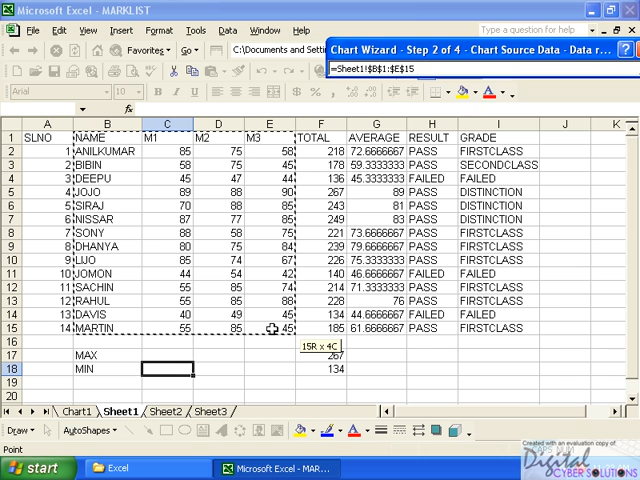 Microsoft Excel - MARKLIST
File Edit View Insert Format Tools Data Window Help
Type a question for help
Favorites Go C:\Documents and Setti
Chart Wizard - Step 2 of 4 - Chart Source Data - Data r...
=Sheet1!$B$1:$E$15
Arial 10 B I U
A B C D E F G H I J K
1 SLNO NAME M1 M2 M3 TOTAL AVERAGE RESULT GRADE
2 1 ANILKUMAR 85 75 58 218 72.6666667 PASS FIRSTCLASS
3 2 BIBIN 58 75 45 178 59.3333333 PASS SECONDCLASS
4 3 DEEPU 45 47 44 136 45.3333333 FAILED FAILED
5 4 JOJO 89 88 90 267 89 PASS DISTINCTION
6 5 SIRAJ 70 88 85 243 81 PASS DISTINCTION
7 6 NISSAR 87 77 85 249 83 PASS DISTINCTION
8 7 SONY 88 58 75 221 73.6666667 PASS FIRSTCLASS
9 8 DHANYA 80 75 84 239 79.6666667 PASS FIRSTCLASS
10 9 LIJO 85 74 67 226 75.3333333 PASS FIRSTCLASS
11 10 JOMON 44 54 42 140 46.6666667 FAILED FAILED
12 11 SACHIN 55 85 74 214 71.3333333 PASS FIRSTCLASS
13 12 RAHUL 55 85 88 228 76 PASS FIRSTCLASS
14 13 DAVIS 40 49 45 134 44.6666667 FAILED FAILED
15 14 MARTIN 55 85 45 185 61.6666667 PASS FIRSTCLASS
16 15R x 4C
17 MAX 267
18 MIN 134
19
20
Chart1 Sheet1 Sheet2 Sheet3
Draw AutoShapes
Point
Created with an evaluation copy of
Digital
CYBER SOLUTIONS
start Excel Microsoft Excel - MAR...